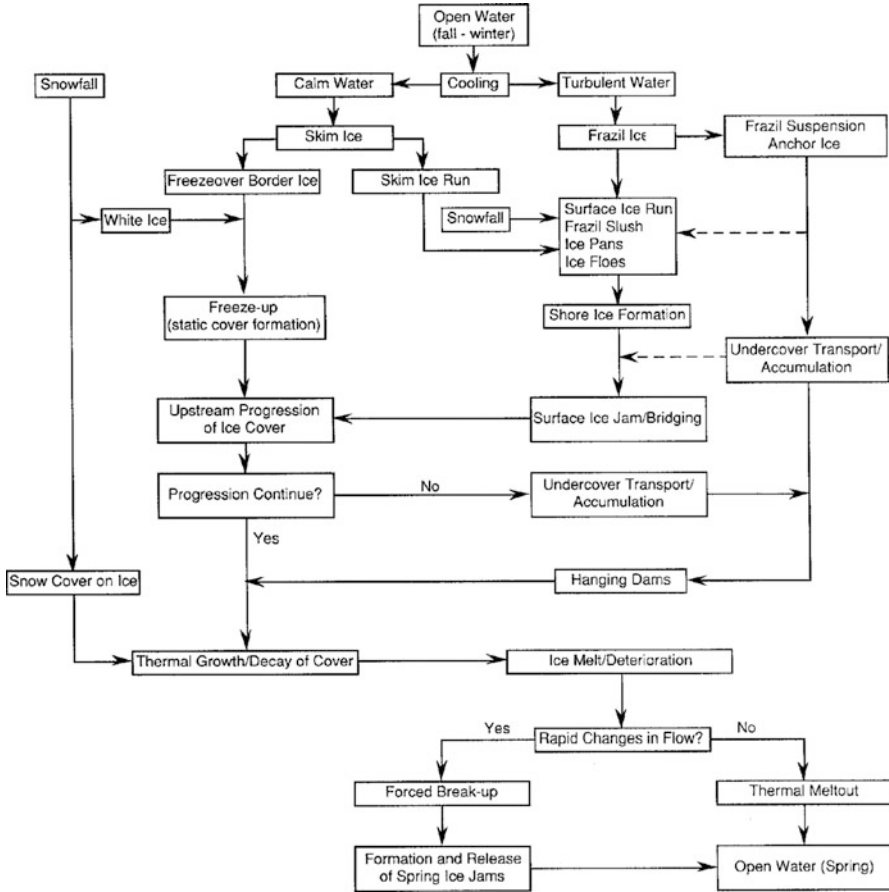 Open Water
(fall - winter)
Snowfall
Calm Water
Cooling
Turbulent Water
Skim Ice
Frazil Ice
Frazil Suspension
Anchor Ice
Freezeover Border Ice
Skim Ice Run
White Ice
Snowfall
Surface Ice Run
Frazil Slush
Ice Pans
Ice Floes
Freeze-up
(static cover formation)
Shore Ice Formation
Undercover Transport/
Accumulation
Upstream Progression
of Ice Cover
Surface Ice Jam/Bridging
Progression Continue?
No
Undercover Transport/
Accumulation
Yes
Snow Cover on Ice
Hanging Dams
Thermal Growth/Decay of Cover
Ice Melt/Deterioration
Yes
Rapid Changes in Flow?
No
Forced Break-up
Thermal Meltout
Formation and Release
of Spring Ice Jams
Open Water (Spring)